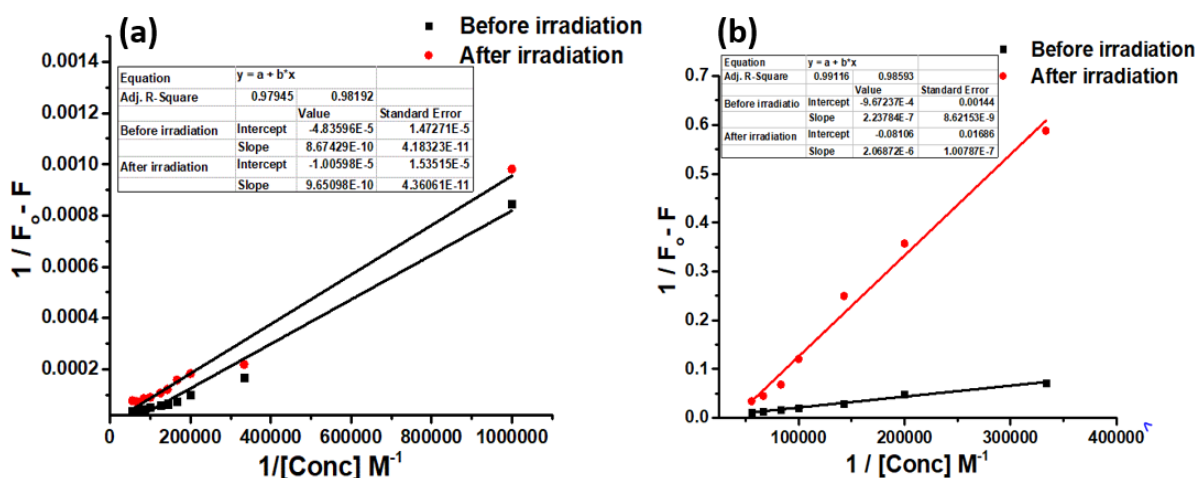 (a)
Before irradiation
After irradiation
Equation y = a + b*x
Adj. R-Square 0.97945 0.98192
Value Standard Error
Before irradiation Intercept -4.83596E-5 1.47271E-5
Slope 8.67429E-10 4.18323E-11
After irradiation Intercept -1.00598E-5 1.53515E-5
Slope 9.65098E-10 4.36061E-11
0.0014
0.0012
0.0010
0.0008
0.0006
0.0004
0.0002
1 / Fo - F
0 200000 400000 600000 800000 1000000
1/[Conc] M-1
(b)
Before irradiation
After irradiation
Equation y = a + b*x
Adj. R-Square 0.99116 0.98593
Value Standard Error
Before irradiatio Intercept -9.67237E-4 0.00144
Slope 2.23784E-7 8.62153E-9
After irradiation Intercept -0.08106 0.01686
Slope 2.06872E-6 1.00787E-7
0.7
0.6
0.5
0.4
0.3
0.2
0.1
0.0
1 / Fo - F
100000 200000 300000 400000
1 / [Conc] M-1